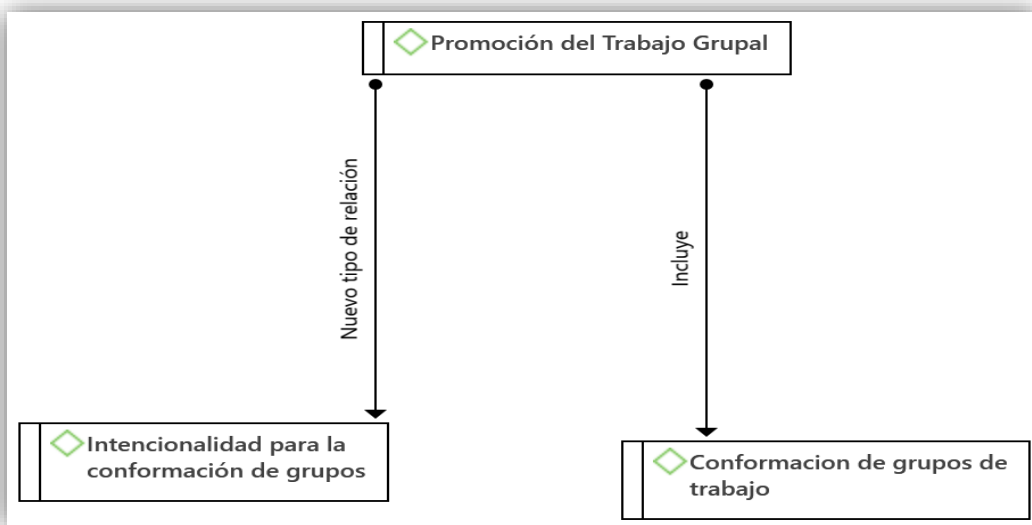 Promoción del Trabajo Grupal
Nuevo tipo de relación
Incluye
Intencionalidad para la
conformación de grupos
Conformacion de grupos de
trabajo